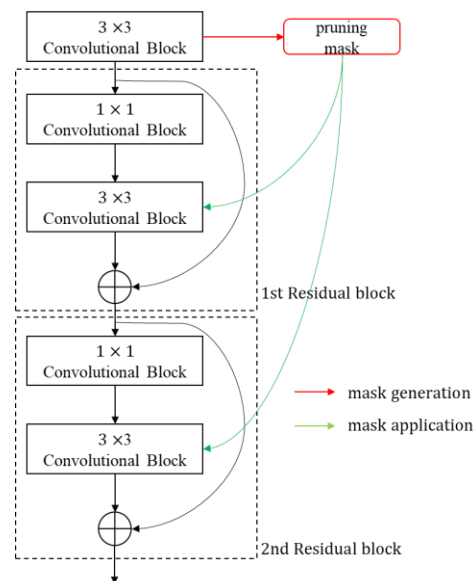 3 ×3
Convolutional Block
pruning
mask
1 × 1
Convolutional Block
3 ×3
Convolutional Block
1st Residual block
1 × 1
Convolutional Block
mask generation
3 ×3
Convolutional Block
mask application
2nd Residual block